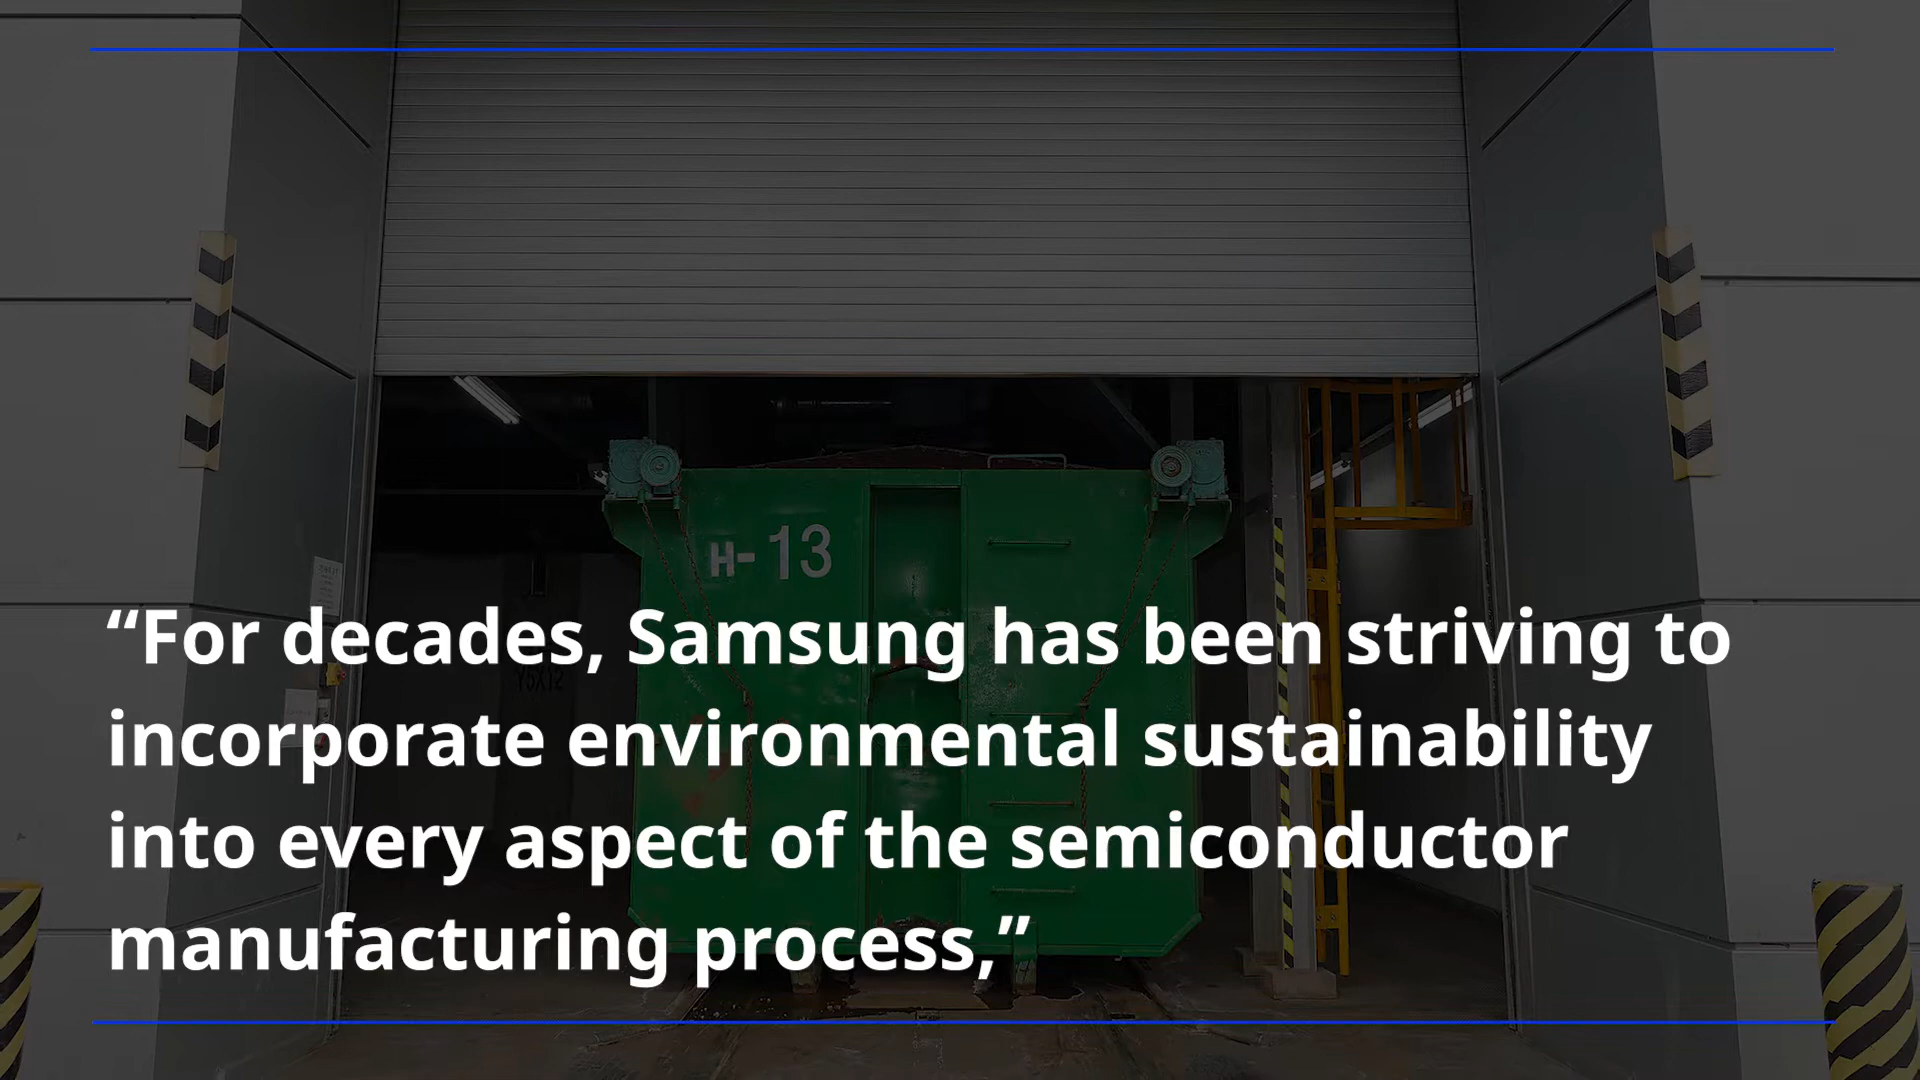 H-13
“For decades, Samsung has been striving to
incorporate environmental sustainability
into every aspect of the semiconductor
manufacturing process,”